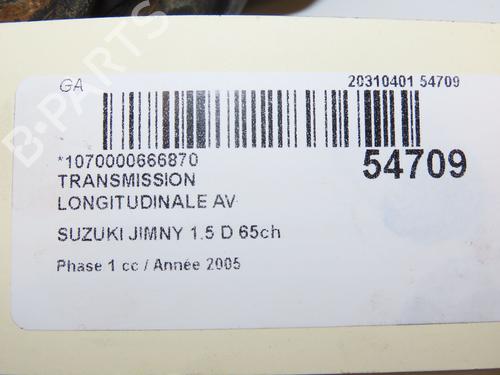 B-PARTS
GA
20310401 54709
*1070000666870
54709
TRANSMISSION
LONGITUDINALE AV
SUZUKI JIMNY 1.5 D 65ch
Phase 1 cc / Année 2005